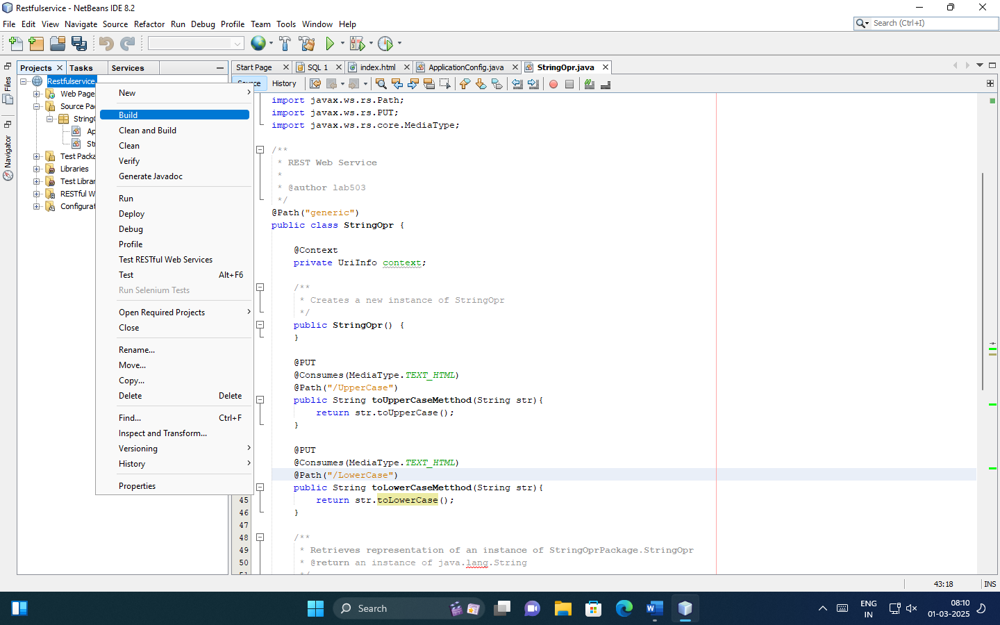 Restfulservice - NetBeans IDE 8.2
File Edit View Navigate Source Refactor Run Debug Profile Team Tools Window Help
Search (Ctrl+I)
Projects Tasks Services
Start Page SQL 1 index.html ApplicationConfig.java StringOpr.java
Files
Navigator
Source History
Restfulservice
Web Page
Source Pac
StringO
Ap
Str
Test Packa
Libraries
Test Librar
RESTful W
Configurat
New
Build
Clean and Build
Clean
Verify
Generate Javadoc
Run
Deploy
Debug
Profile
Test RESTful Web Services
Test Alt+F6
Run Selenium Tests
Open Required Projects
Close
Rename...
Move...
Copy...
Delete Delete
Find... Ctrl+F
Inspect and Transform...
Versioning
History
Properties
import javax.ws.rs.Path;
import javax.ws.rs.PUT;
import javax.ws.rs.core.MediaType;
/**
* REST Web Service
*
* @author lab503
*/
@Path("generic")
public class StringOpr {
@Context
private UriInfo context;
/**
* Creates a new instance of StringOpr
*/
public StringOpr() {
}
@PUT
@Consumes(MediaType.TEXT_HTML)
@Path("/UpperCase")
public String toUpperCaseMetthod(String str){
return str.toUpperCase();
}
@PUT
@Consumes(MediaType.TEXT_HTML)
@Path("/LowerCase")
public String toLowerCaseMetthod(String str){
45 return str.toLowerCase();
46 }
47
48 /**
49 * Retrieves representation of an instance of StringOprPackage.StringOpr
50 * @return an instance of java.lang.String
43:18 INS
Search
ENG
IN
08:10
01-03-2025